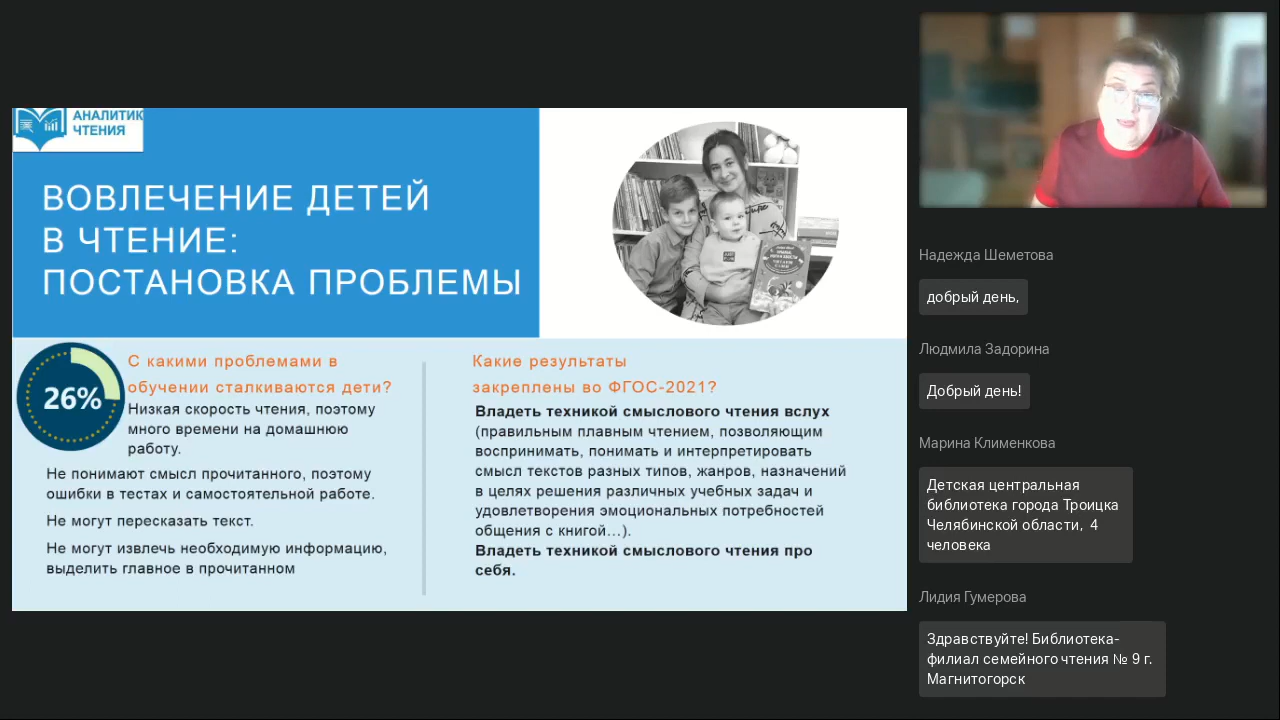 АНАЛИТИК
ЧТЕНИЯ
ВОВЛЕЧЕНИЕ ДЕТЕЙ
В ЧТЕНИЕ:
ПОСТАНОВКА ПРОБЛЕМЫ
26%
С какими проблемами в
обучении сталкиваются дети?
Низкая скорость чтения, поэтому
много времени на домашнюю
работу.
Не понимают смысл прочитанного, поэтому
ошибки в тестах и самостоятельной работе.
Не могут пересказать текст.
Не могут извлечь необходимую информацию,
выделить главное в прочитанном
Какие результаты
закреплены во ФГОС-2021?
Владеть техникой смыслового чтения вслух
(правильным плавным чтением, позволяющим
воспринимать, понимать и интерпретировать
смысл текстов разных типов, жанров, назначений
в целях решения различных учебных задач и
удовлетворения эмоциональных потребностей
общения с книгой...).
Владеть техникой смыслового чтения про
себя.
Надежда Шеметова
добрый день,
Людмила Задорина
Добрый день!
Марина Клименкова
Детская центральная
библиотека города Троицка
Челябинской области, 4
человека
Лидия Гумерова
Здравствуйте! Библиотека-
филиал семейного чтения № 9 г.
Магнитогорск